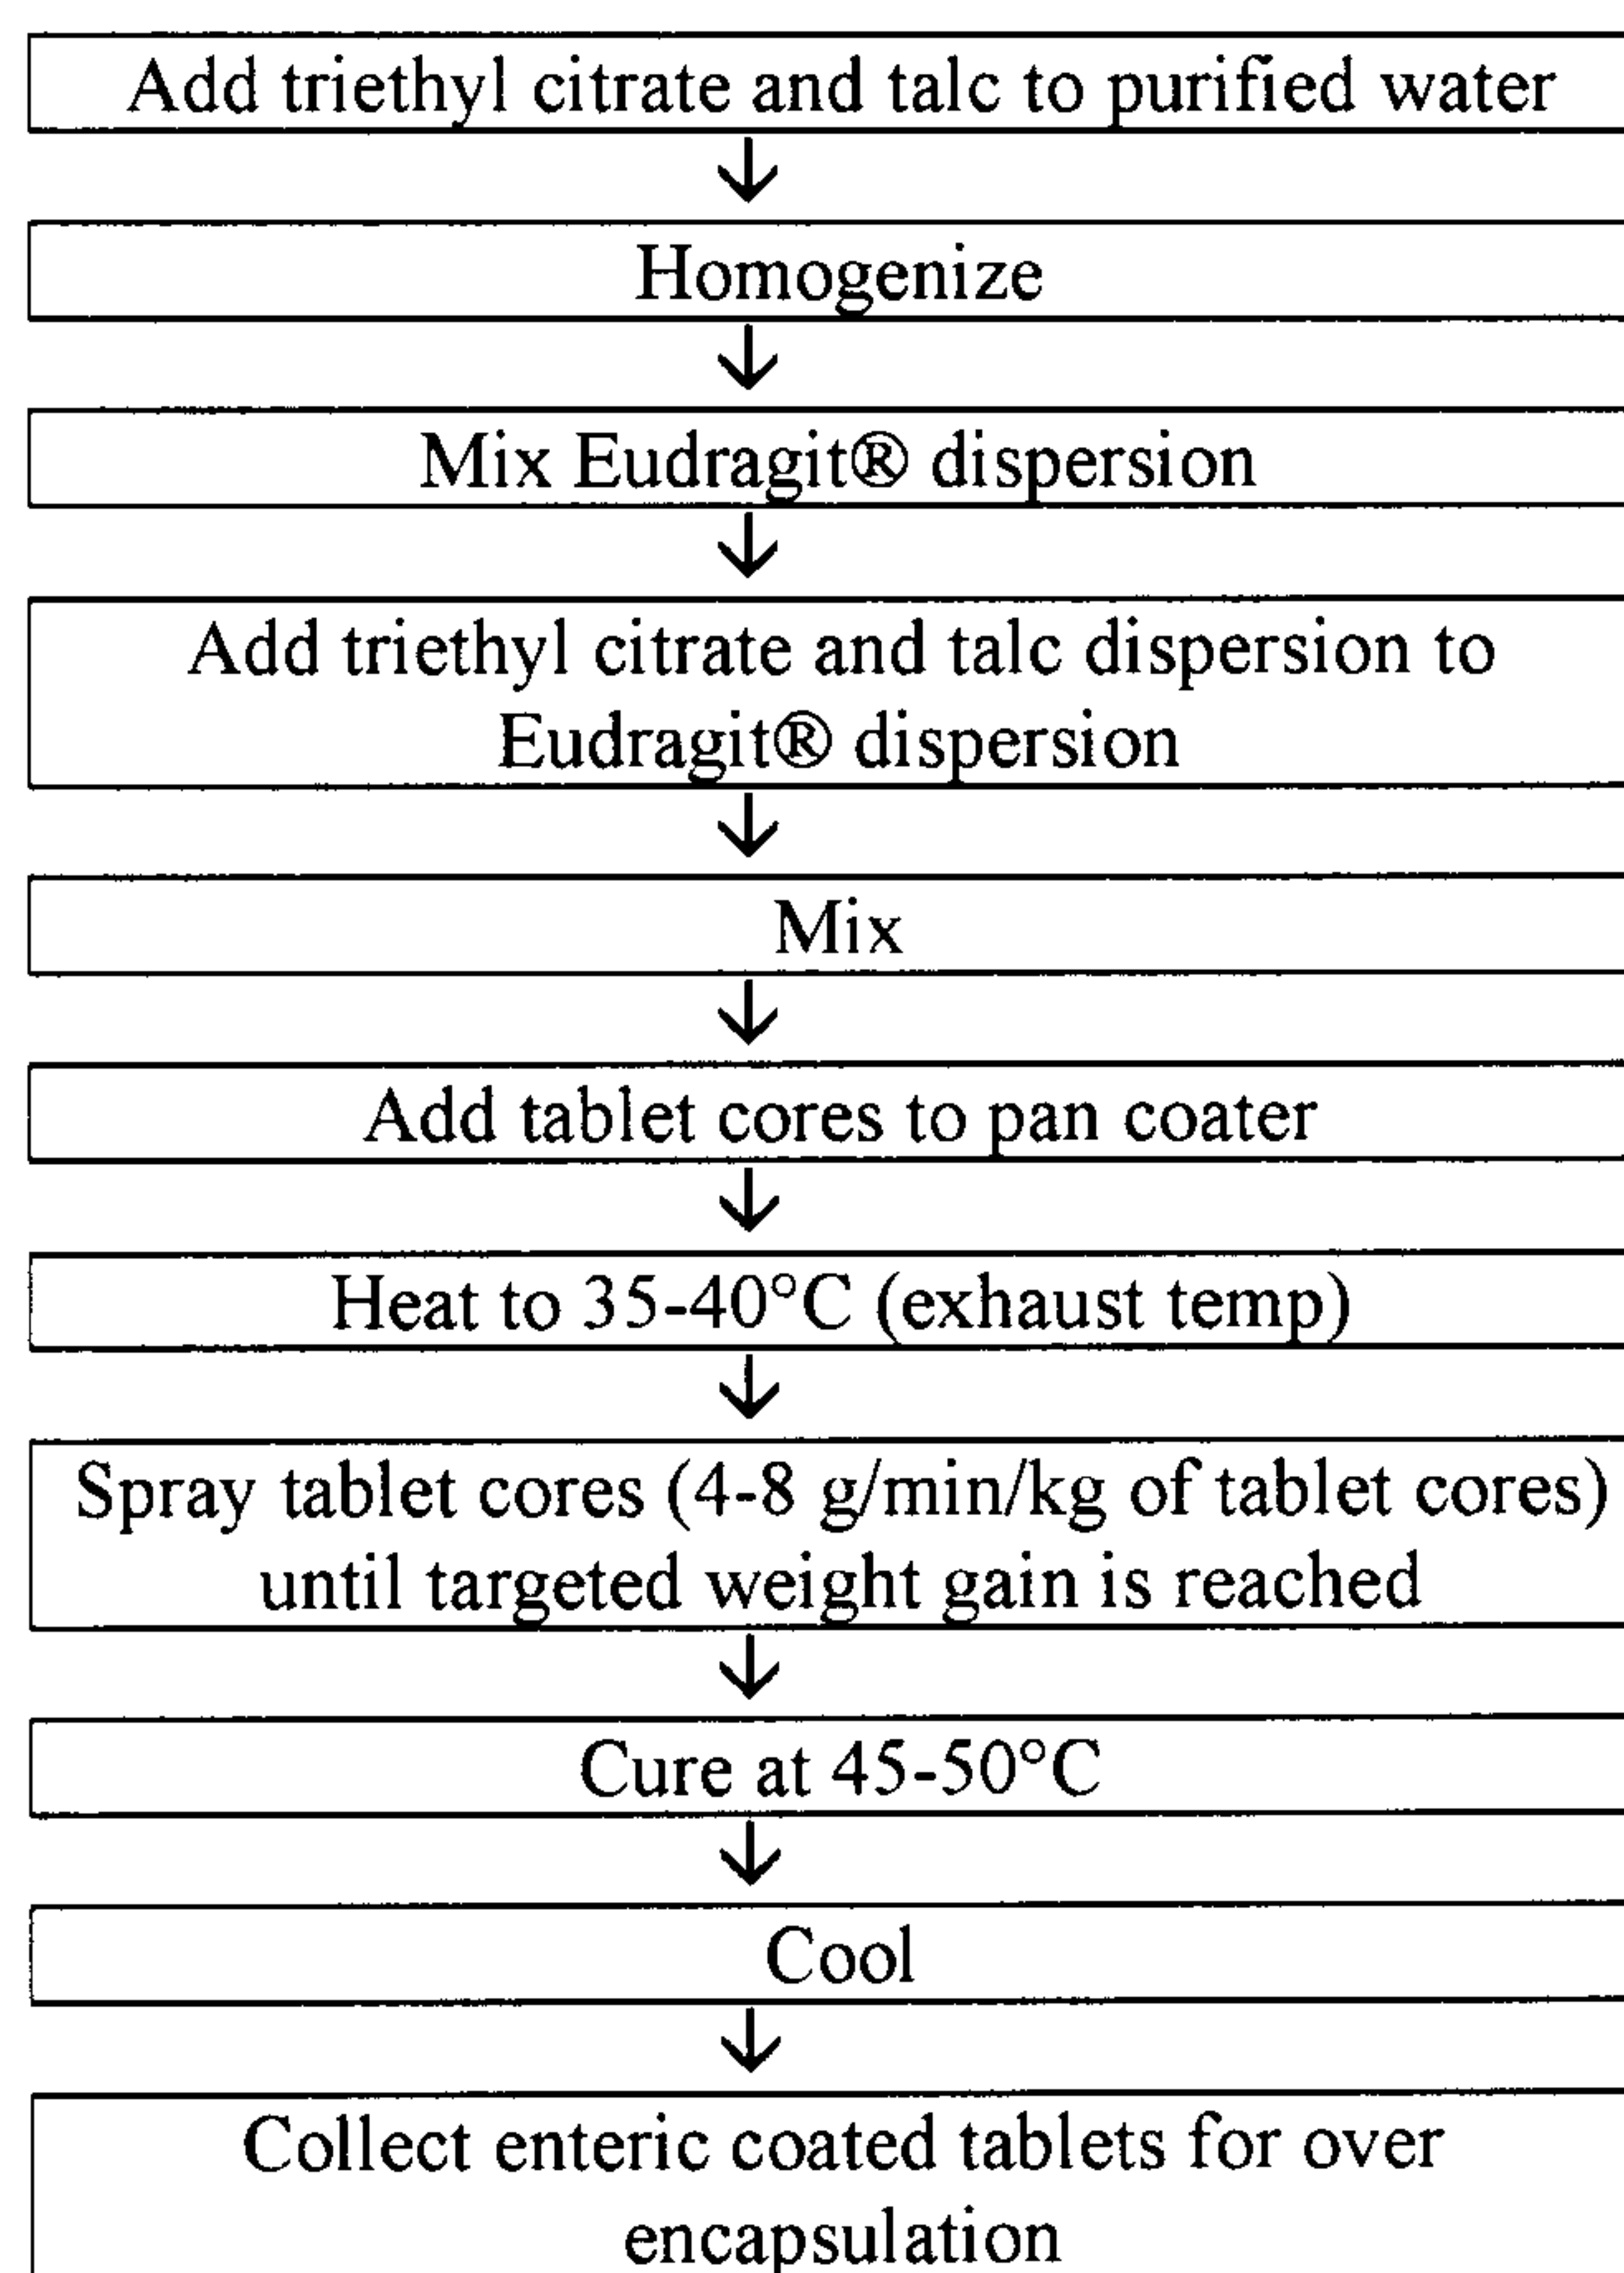 Add triethyl citrate and talc to purified water
Homogenize
Mix Eudragit® dispersion
Add triethyl citrate and talc dispersion to
Eudragit® dispersion
Mix
Add tablet cores to pan coater
Heat to 35-40°C (exhaust temp)
Spray tablet cores (4-8 g/min/kg of tablet cores)
until targeted weight gain is reached
Cure at 45-50°C
Cool
Collect enteric coated tablets for over
encapsulation